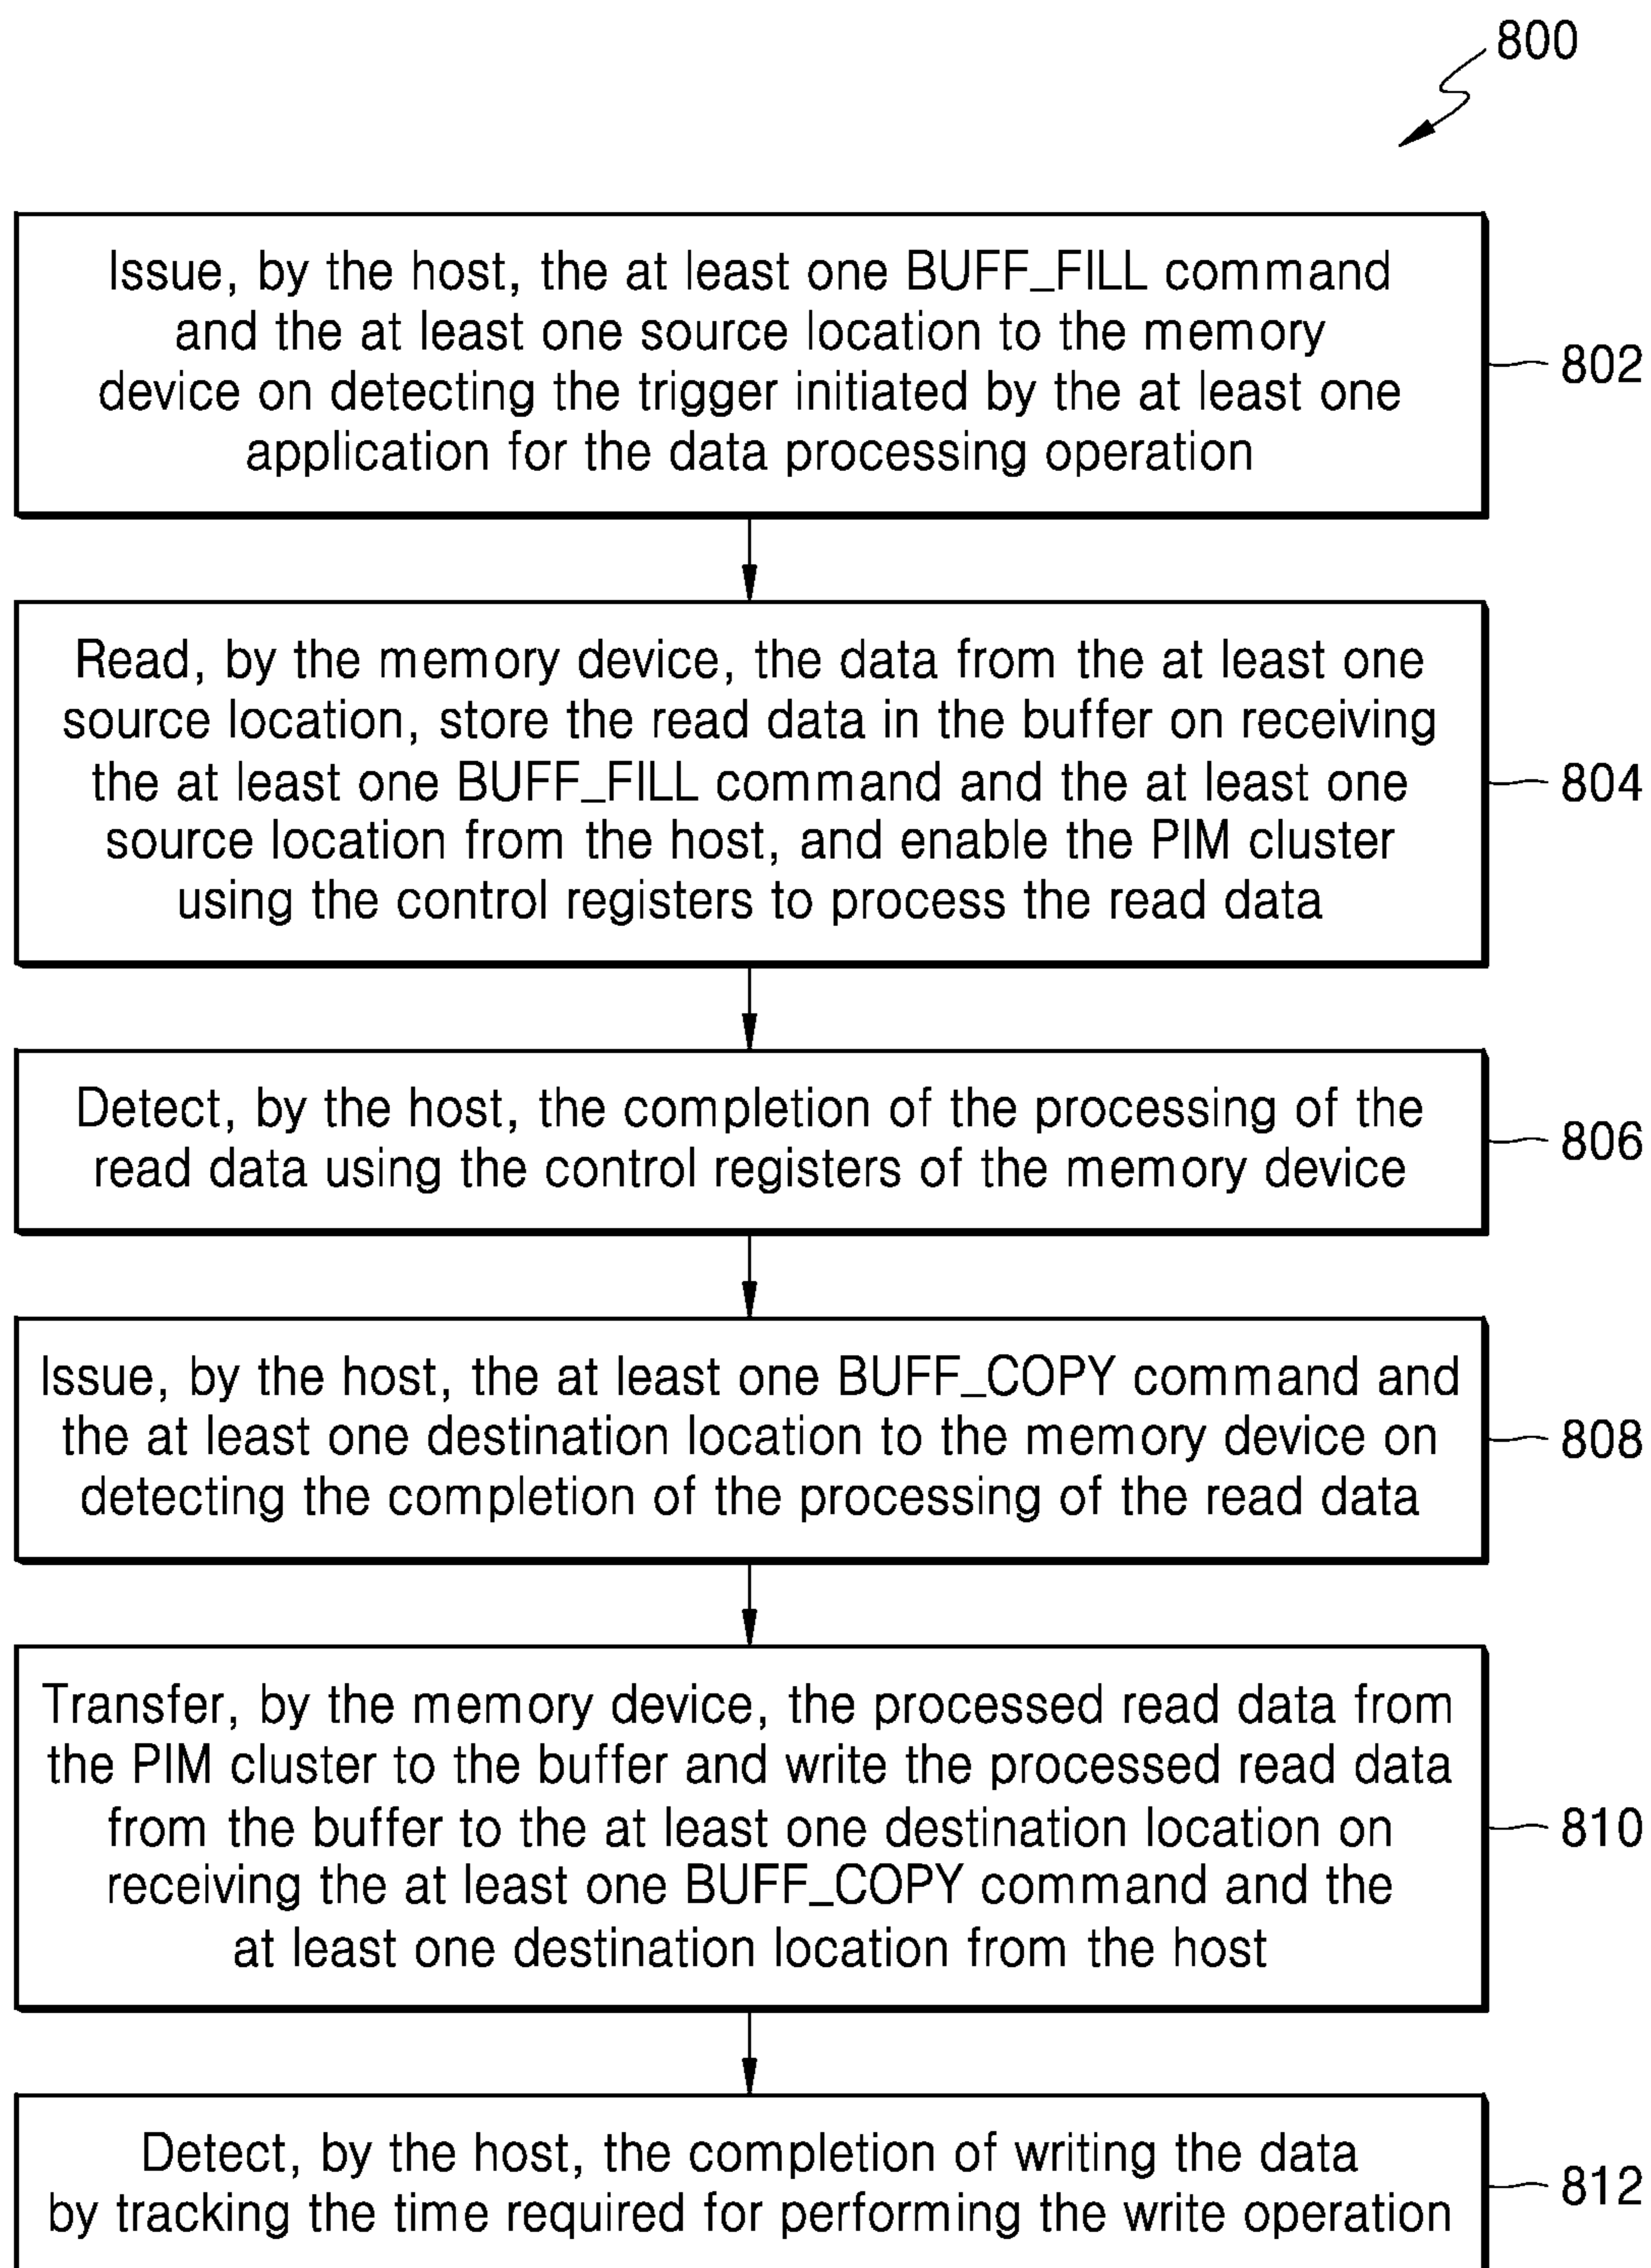 800
Issue, by the host, the at least one BUFF_FILL command
and the at least one source location to the memory
device on detecting the trigger initiated by the at least one
application for the data processing operation
802
Read, by the memory device, the data from the at least one
source location, store the read data in the buffer on receiving
the at least one BUFF_FILL command and the at least one
source location from the host, and enable the PIM cluster
using the control registers to process the read data
804
Detect, by the host, the completion of the processing of the
read data using the control registers of the memory device
806
Issue, by the host, the at least one BUFF_COPY command and
the at least one destination location to the memory device on
detecting the completion of the processing of the read data
808
Transfer, by the memory device, the processed read data from
the PIM cluster to the buffer and write the processed read data
from the buffer to the at least one destination location on
receiving the at least one BUFF_COPY command and the
at least one destination location from the host
810
Detect, by the host, the completion of writing the data
by tracking the time required for performing the write operation
812